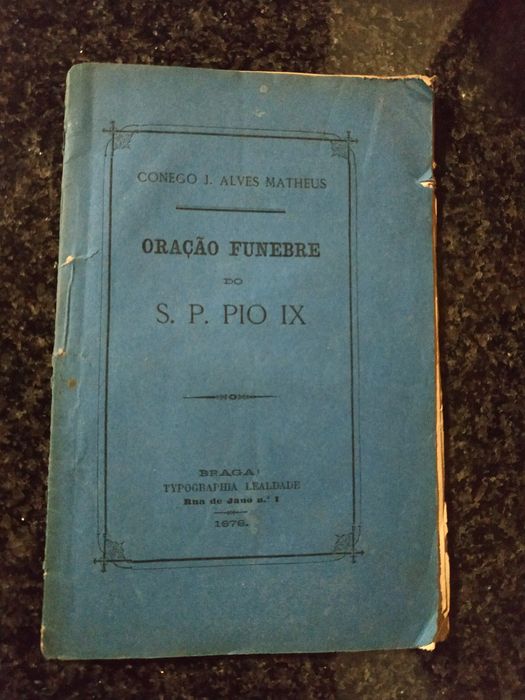 CONEGO J. ALVES MATHEUS
ORAÇÃO FUNEBRE
DO
S. P. PIO IX
BRAGA:
TYPOGRAPHIA LEALDADE
Rua de Jano n.º 1
1878.